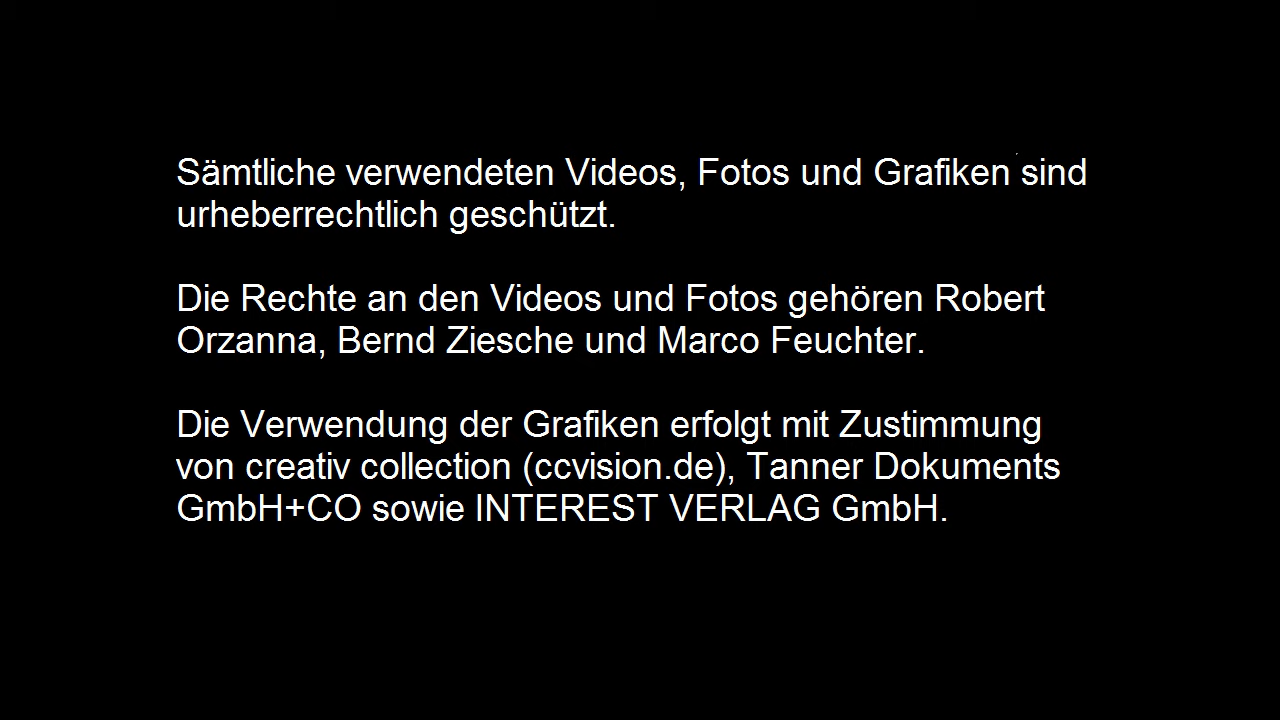 Sämtliche verwendeten Videos, Fotos und Grafiken sind
urheberrechtlich geschützt.
Die Rechte an den Videos und Fotos gehören Robert
Orzanna, Bernd Ziesche und Marco Feuchter.
Die Verwendung der Grafiken erfolgt mit Zustimmung
von creativ collection (ccvision.de), Tanner Dokuments
GmbH+CO sowie INTEREST VERLAG GmbH.